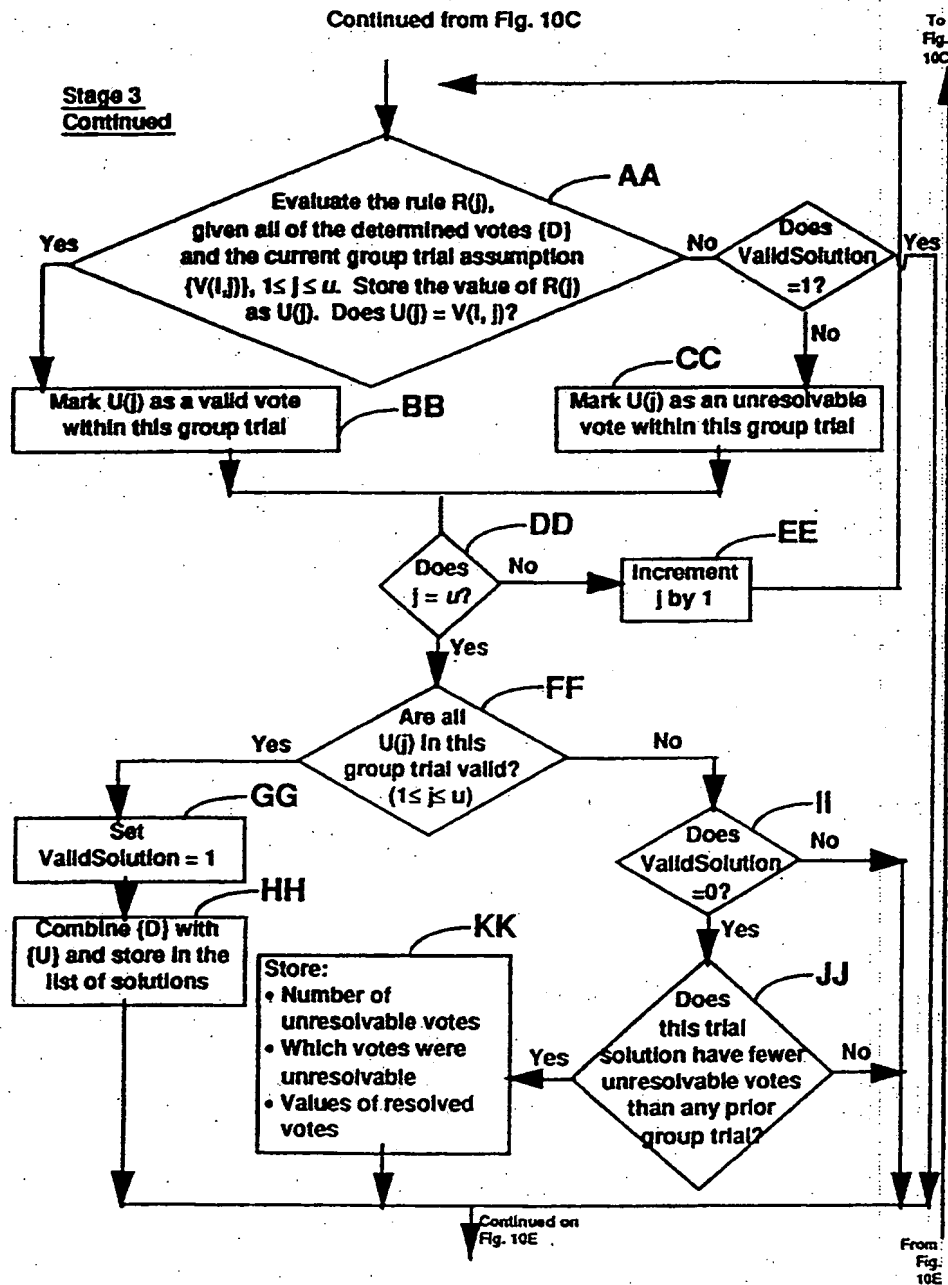 Continued from Fig. 10C
To
Fig.
10C
Stage 3
Continued
AA
Evaluate the rule R(j),
given all of the determined votes {D}
and the current group trial assumption
{V(I,j)}, 1≤ j ≤ u. Store the value of R(j)
as U(j). Does U(j) = V(I, j)?
Yes
No
Does
ValidSolution
=1?
Yes
No
Mark U(j) as a valid vote
within this group trial
BB
CC
Mark U(j) as an unresolvable
vote within this group trial
DD
Does
j = u?
No
EE
Increment
j by 1
Yes
FF
Are all
U(j) in this
group trial valid?
(1≤ j≤ u)
Yes
No
GG
Set
ValidSolution = 1
II
Does
ValidSolution
=0?
No
Yes
HH
Combine {D} with
{U} and store in the
list of solutions
KK
Store:
• Number of
unresolvable votes
• Which votes were
unresolvable
• Values of resolved
votes
JJ
Does
this trial
solution have fewer
unresolvable votes
than any prior
group trial?
Yes
No
Continued on
Fig. 10E
From
Fig.
10E